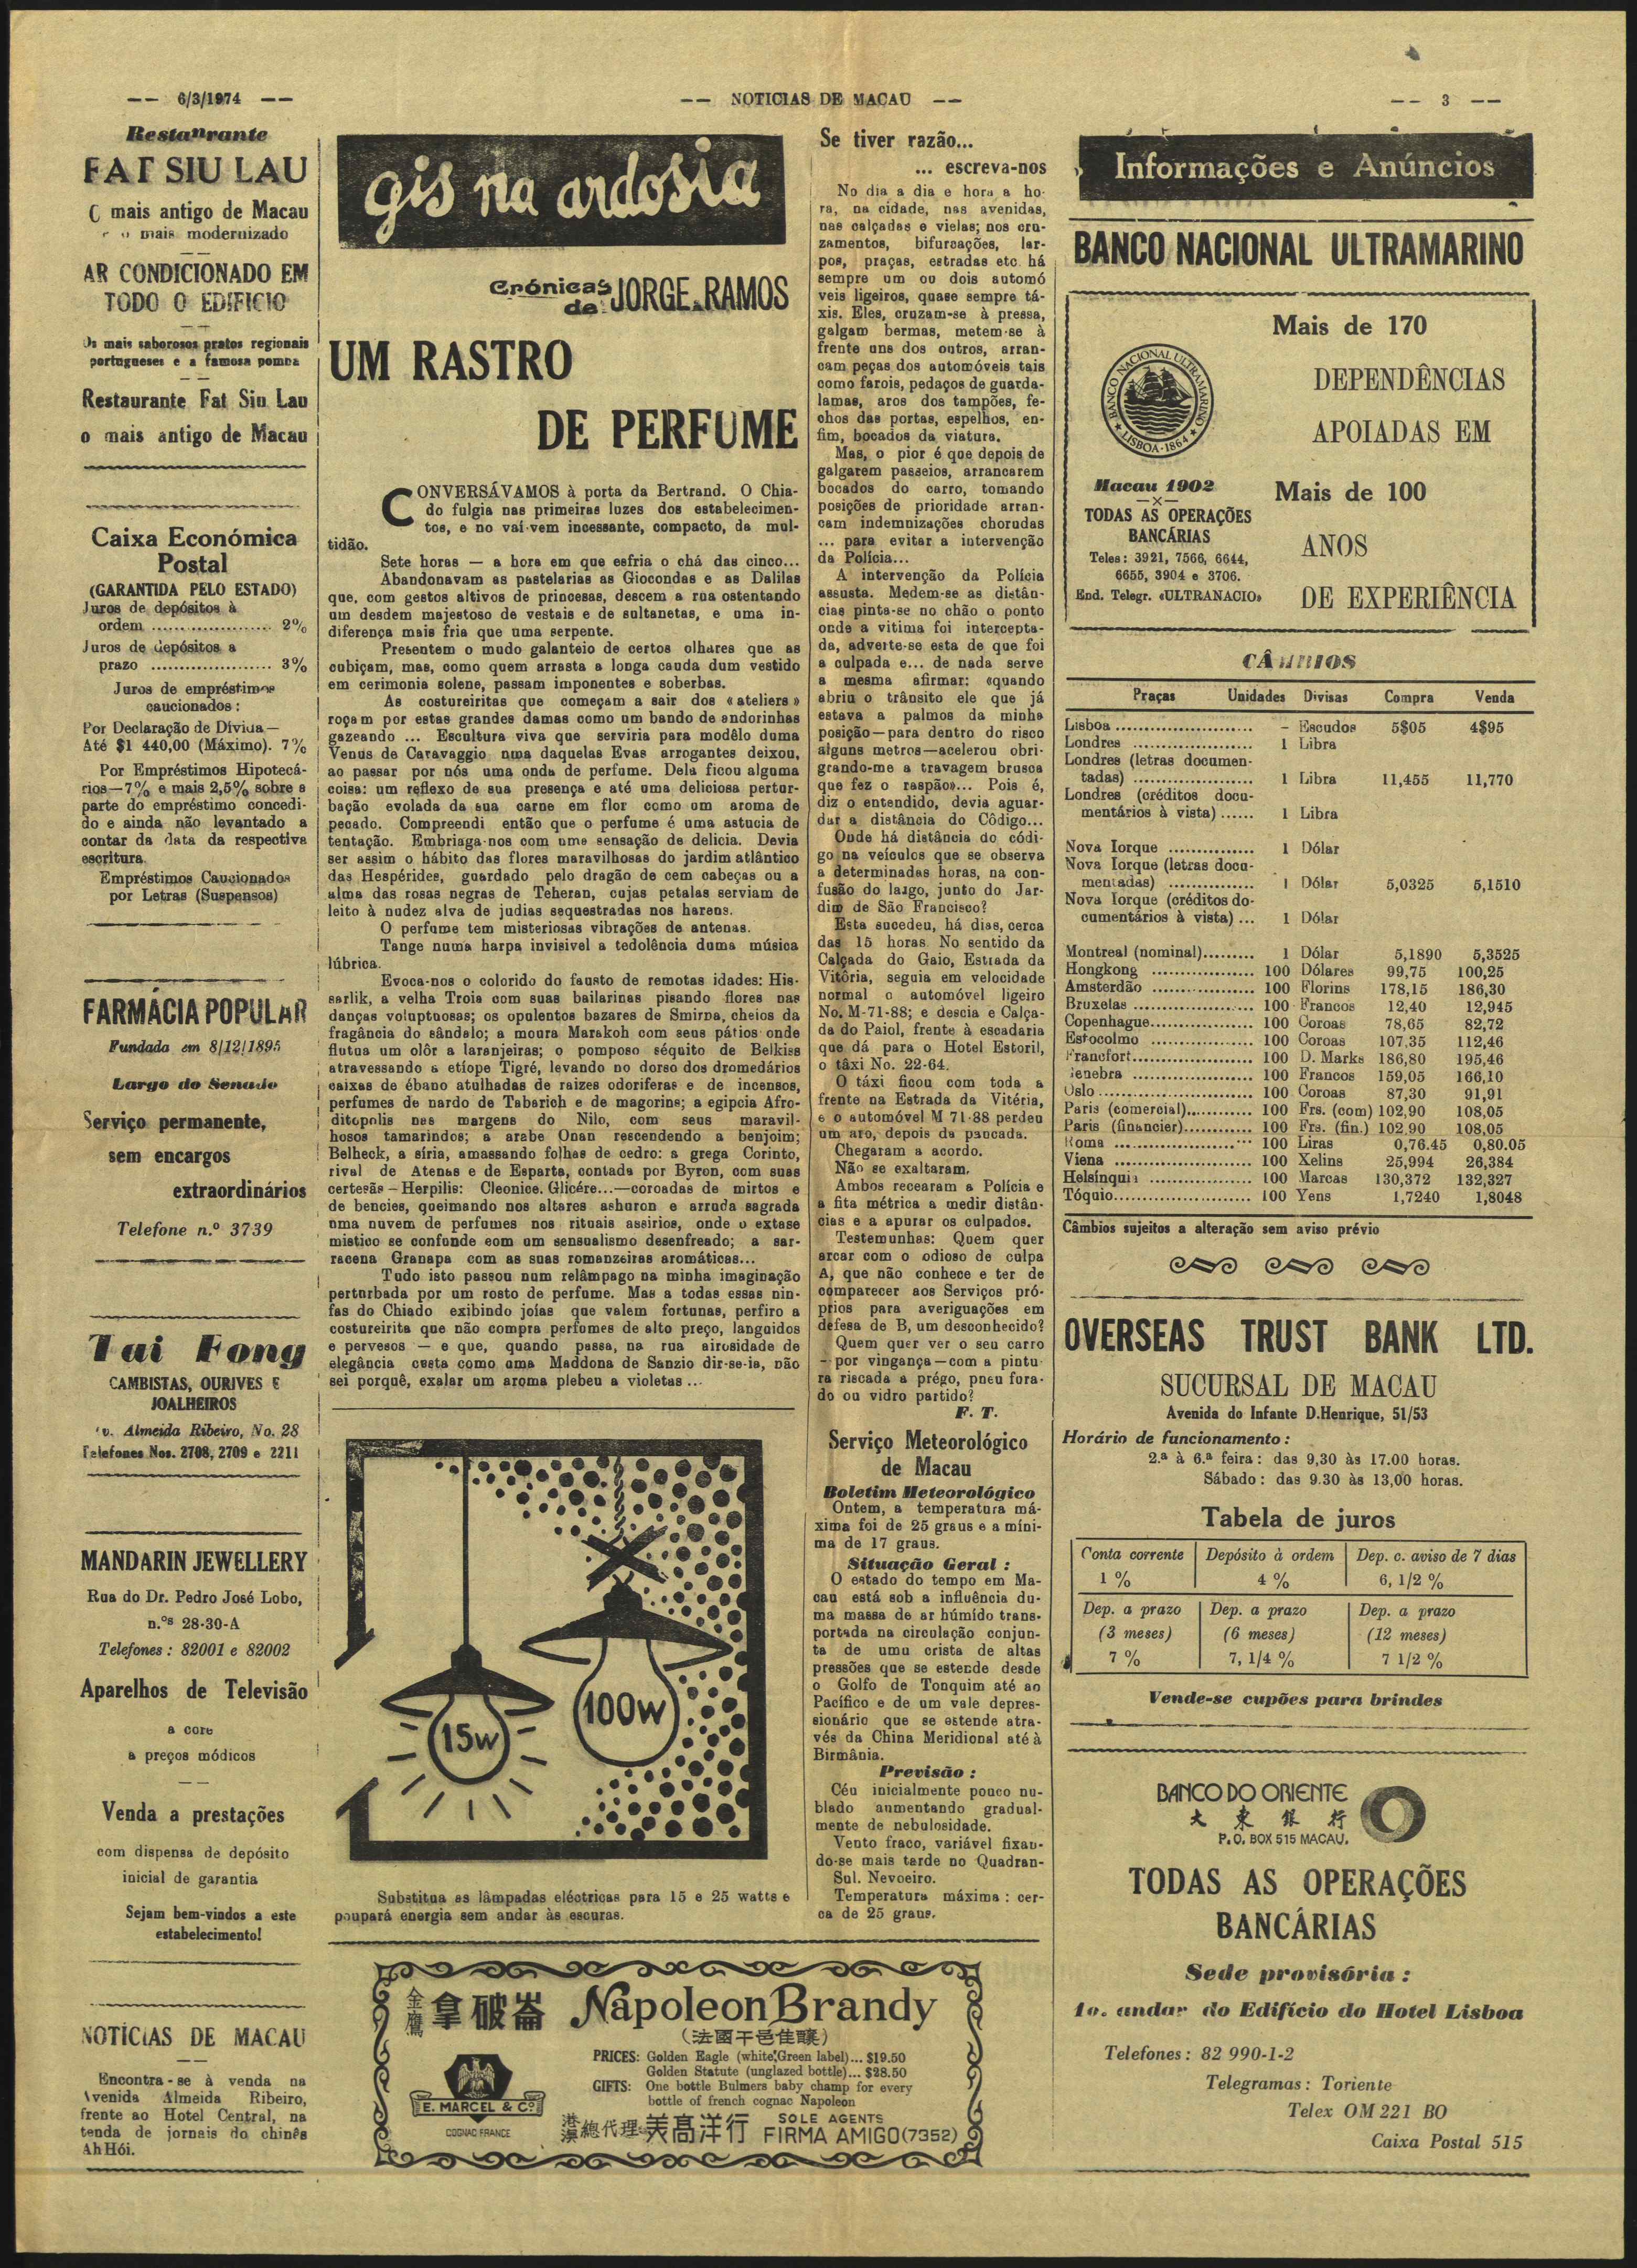 -- 6/3/1974 --
-- NOTICIAS DE MACAU --
-- 3 --
Restaurante
FAT SIU LAU
mais antigo de Macau
e o mais modernizado
AR CONDICIONADO EM
TODO O EDIFICIO
Os mais saborosos pratos regionais
portugueses e a famosa pomba
Restaurante Fat Siu Lau
o mais antigo de Macau
Caixa Económica
Postal
(GARANTIDA PELO ESTADO)
Juros de depósitos à
ordem .................... 2%
Juros de depósitos a
prazo .................... 3%
Juros de empréstimos
caucionados :
Por Declaração de Dívida—
Até $1 440,00 (Máximo). 7%
Por Empréstimos Hipotecá-
rios—7% e mais 2,5% sobre a
parte do empréstimo concedi-
do e ainda não levantado a
contar da data da respectiva
escritura.
Empréstimos Caucionados
por Letras (Suspensos)
FARMÁCIA POPULAR
Fundada em 8/12/1895
Largo do Senado
Serviço permanente,
sem encargos
extraordinários
Telefone n.º 3739
Tai Fong
CAMBISTAS, OURIVES E
JOALHEIROS
v. Almeida Ribeiro, No. 28
Telefones Nos. 2708, 2709 e 2211
MANDARIN JEWELLERY
Rua do Dr. Pedro José Lobo,
n.ºs 28-30-A
Telefones : 82001 e 82002
Aparelhos de Televisão
a core
a preços módicos
Venda a prestações
com dispensa de depósito
inicial de garantia
Sejam bem-vindos a este
estabelecimento!
NOTÍCIAS DE MACAU
Encontra-se à venda na
Avenida Almeida Ribeiro,
frente ao Hotel Central, na
tenda de jornais do chinês
Ah Hói.
gis na ardosia
Crónicas
de JORGE RAMOS
UM RASTRO
DE PERFUME
CONVERSÁVAMOS à porta da Bertrand. O Chia-
do fulgia nas primeiras luzes dos estabelecimen-
tos, e no vai-vem incessante, compacto, da mul-
tidão.
Sete horas — a hora em que esfria o chá das cinco...
Abandonavam as pastelarias as Giocondas e as Dalilas
que, com gestos altivos de princesas, descem a rua ostentando
um desdem majestoso de vestais e de sultanetas, e uma in-
diferença mais fria que uma serpente.
Presentem o mudo galanteio de certos olhares que as
cubiçam, mas, como quem arrasta a longa cauda dum vestido
em cerimonia solene, passam imponentes e soberbas.
As costureiritas que começam a sair dos «ateliers»
roçam por estas grandes damas como um bando de andorinhas
gazeando ... Escultura viva que serviria para modêlo duma
Venus de Caravaggio uma daquelas Evas arrogantes deixou,
ao passar por nós uma onda de perfume. Dela ficou alguma
coisa: um reflexo de sua presença e até uma deliciosa pertur-
bação evolada da sua carne em flor como um aroma de
pecado. Compreendi então que o perfume é uma astucia de
tentação. Embriaga-nos com uma sensação de delicia. Devia
ser assim o hábito das flores maravilhosas do jardim atlântico
das Hespérides, guardado pelo dragão de cem cabeças ou a
alma das rosas negras de Teheran, cujas petalas serviam de
leito à nudez alva de judias sequestradas nos harens.
O perfume tem misteriosas vibrações de antenas.
Tange numa harpa invisivel a tedolência duma música
lúbrica.
Evoca-nos o colorido do fausto de remotas idades: His-
sarlik, a velha Troia com suas bailarinas pisando flores nas
danças voluptuosas; os opulentos bazares de Smirna, cheios da
fragância do sândalo; a moura Marakoh com seus pátios onde
flutua um olôr a laranjeiras; o pomposo séquito de Belkiss
atravessando a etíope Tigré, levando no dorso dos dromedários
caixas de ébano atulhadas de raizes odoriferas e de incensos,
perfumes de nardo de Tabarich e de magorins; a egipcia Afro-
ditopolis nas margens do Nilo, com seus maravil-
hosos tamarindos; a arabe Onan rescendendo a benjoim;
Belheck, a síria, amassando folhas de cedro: a grega Corinto,
rival de Atenas e de Esparta, contada por Byron, com suas
certesãs — Herpilis: Cleonice. Glicére...—coroadas de mirtos e
de bencies, queimando nos altares ashuron e arruda sagrada
uma nuvem de perfumes nos rituais assirios, onde o extase
mistico se confunde com um sensualismo desenfreado; a sar-
racena Granapa com as suas romanzeiras aromáticas...
Tudo isto passou num relâmpago na minha imaginação
perturbada por um rosto de perfume. Mas a todas essas nin-
fas do Chiado exibindo joías que valem fortunas, perfiro a
costureirita que não compra perfumes de alto preço, languidos
e pervesos — e que, quando passa, na rua airosidade de
elegância casta como uma Maddona de Sanzio dir-se-ia, não
sei porquê, exalar um aroma plebeu a violetas ...
15w
100w
Substitua as lâmpadas eléctricas para 15 e 25 watts e
poupará energia sem andar às escuras.
Se tiver razão...
... escreva-nos
No dia a dia e hora a ho-
ra, na cidade, nas avenidas,
nas calçadas e vielas; nos cru-
zamentos, bifurcações, lar-
gos, praças, estradas etc. há
sempre um ou dois automó
veis ligeiros, quase sempre tá-
xis. Eles, cruzam-se à pressa,
galgam bermas, metem-se à
frente uns dos outros, arran-
cam peças dos automóveis tais
como farois, pedaços de guarda-
lamas, aros dos tampões, fe-
chos das portas, espelhos, en-
fim, bocados da viatura.
Mas, o pior é que depois de
galgarem passeios, arrancarem
bocados do carro, tomando
posições de prioridade arran-
cam indemnizações chorudas
... para evitar a intervenção
da Polícia...
A intervenção da Polícia
assusta. Medem-se as distân-
cias pinta-se no chão o ponto
onde a vitima foi intercepta-
da, adverte-se esta de que foi
a culpada e... de nada serve
a mesma afirmar: «quando
abriu o trânsito ele que já
estava a palmos da minha
posição—para dentro do risco
alguns metros—acelerou obri-
grando-me a travagem brusca
que fez o raspão»... Pois é,
diz o entendido, devia aguar-
dar a distância do Côdigo...
Onde há distância do códi-
go na veículos que se observa
a determinadas horas, na con-
fusão do largo, junto do Jar-
dim de São Francisco?
Esta sucedeu, há dias, cerca
das 15 horas. No sentido da
Calçada do Gaio, Estrada da
Vitória, seguia em velocidade
normal o automóvel ligeiro
No. M-71-88; e descia e Calça-
da do Paiol, frente à escadaria
que dá para o Hotel Estoril,
o tâxi No. 22-64.
O táxi ficou com toda a
frente na Estrada da Vitéria,
e o automóvel M 71-88 perdeu
um aro, depois da pancada.
Chegaram a acordo.
Não se exaltaram.
Ambos recearam a Polícia e
a fita métrica a medir distân-
cias e a apurar os culpados.
Testemunhas: Quem quer
arcar com o odioso de culpa
A, que não conhece e ter de
comparecer aos Serviços pró-
prios para averiguações em
defesa de B, um desconhecido?
Quem quer ver o seu carro
—por vingança—com a pintu-
ra riscada a prégo, pneu fura-
do ou vidro partido?
F. T.
Serviço Meteorológico
de Macau
Boletim Meteorológico
Ontem, a temperatura má-
xima foi de 25 graus e a míni-
ma de 17 graus.
Situação Geral :
O estado do tempo em Ma-
cau está sob a influência du-
ma massa de ar húmído trans-
portada na circulação conjun-
ta de uma crista de altas
pressões que se estende desde
o Golfo de Tonquim até ao
Pacífico e de um vale depres-
sionário que se estende atra-
vés da China Meridional até à
Birmânia.
Previsão :
Céu inicialmente pouco nu-
blado aumentando gradual-
mente de nebulosidade.
Vento fraco, variável fixan-
do-se mais tarde no Quadran-
Sul. Nevoeiro.
Temperatura máxima : cer-
ca de 25 graus.
金鷹 拿破崙 Napoleon Brandy
(法國干邑佳釀)
PRICES: Golden Eagle (white,Green label)... $19.50
Golden Statute (unglazed bottle)... $28.50
GIFTS: One bottle Bulmers baby champ for every
bottle of french cognac Napoleon
E. MARCEL & Cº
COGNAC FRANCE
港澳總代理 美高洋行 SOLE AGENTS
FIRMA AMIGO (7352)
Informações e Anúncios
BANCO NACIONAL ULTRAMARINO
BANCO NACIONAL ULTRAMARINO
LISBOA-1864
Macau 1902
—x—
TODAS AS OPERAÇÕES
BANCÁRIAS
Teles: 3921, 7566, 6644,
6655, 3904 e 3706.
End. Telegr. «ULTRANACIO»
Mais de 170
DEPENDÊNCIAS
APOIADAS EM
Mais de 100
ANOS
DE EXPERIÊNCIA
CÂMBIOS
Praças Unidades Divisas Compra Venda
Lisboa ........................ - Escudos 5$05 4$95
Londres ..................... 1 Libra
Londres (letras documen-
tadas) ..................... 1 Libra 11,455 11,770
Londres (créditos docu-
mentários à vista) ...... 1 Libra
Nova Iorque ............... 1 Dólar
Nova Iorque (letras docu-
mentadas) ............... 1 Dólar 5,0325 5,1510
Nova Iorque (créditos do-
cumentários à vista) ... 1 Dólar
Montreal (nominal)......... 1 Dólar 5,1890 5,3525
Hongkong .................. 100 Dólares 99,75 100,25
Amsterdão .................. 100 Florins 178,15 186,30
Bruxelas ..................... 100 Francos 12,40 12,945
Copenhague.................. 100 Coroas 78,65 82,72
Estocolmo .................. 100 Coroas 107,35 112,46
Francfort..................... 100 D. Marks 186,80 195,46
Genebra ..................... 100 Francos 159,05 166,10
Oslo ........................... 100 Coroas 87,30 91,91
Paris (comercial)............ 100 Frs. (com) 102,90 108,05
Paris (financier)............ 100 Frs. (fin.) 102,90 108,05
Roma ........................ 100 Liras 0,76.45 0,80.05
Viena ........................ 100 Xelins 25,994 26,384
Helsínquia .................. 100 Marcas 130,372 132,327
Tóquio........................ 100 Yens 1,7240 1,8048
Câmbios sujeitos a alteração sem aviso prévio
OVERSEAS TRUST BANK LTD.
SUCURSAL DE MACAU
Avenida do Infante D.Henrique, 51/53
Horário de funcionamento :
2.ª à 6.ª feira : das 9,30 às 17.00 horas.
Sábado : das 9.30 às 13,00 horas.
Tabela de juros
Conta corrente Depósito à ordem Dep. c. aviso de 7 dias
1 % 4 % 6, 1/2 %
Dep. a prazo Dep. a prazo Dep. a prazo
(3 meses) (6 meses) (12 meses)
7 % 7, 1/4 % 7 1/2 %
Vende-se cupões para brindes
BANCO DO ORIENTE
大東銀行
P.O. BOX 515 MACAU.
TODAS AS OPERAÇÕES
BANCÁRIAS
Sede provisória :
1o. andar do Edifício do Hotel Lisboa
Telefones : 82 990-1-2
Telegramas : Toriente
Telex OM 221 BO
Caixa Postal 515